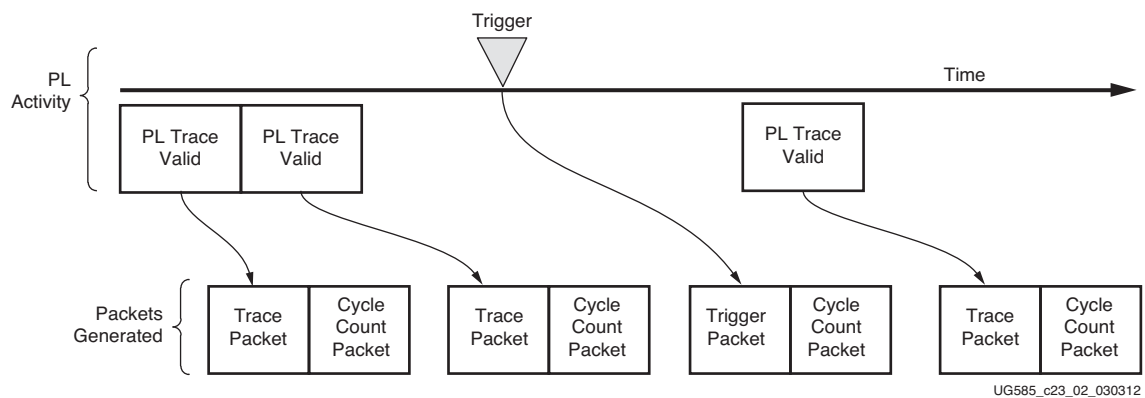 Trigger
PL
Activity
Time
PL Trace
Valid
PL Trace
Valid
PL Trace
Valid
Packets
Generated
Trace
Packet
Cycle
Count
Packet
Trace
Packet
Cycle
Count
Packet
Trigger
Packet
Cycle
Count
Packet
Trace
Packet
Cycle
Count
Packet
UG585_c23_02_030312